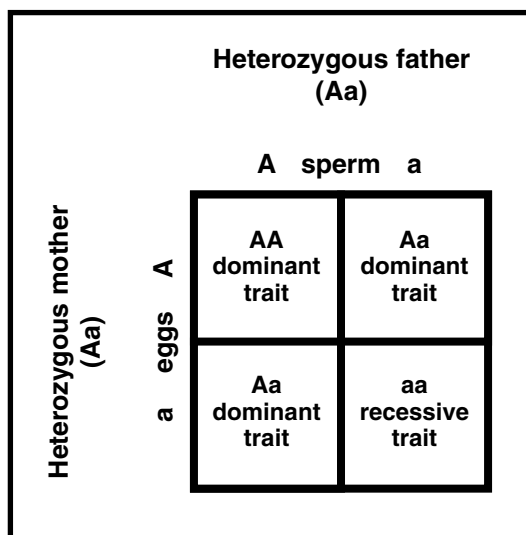 Heterozygous father
(Aa)
A sperm a
Heterozygous mother
(Aa)
a eggs A
AA
dominant
trait
Aa
dominant
trait
Aa
dominant
trait
aa
recessive
trait